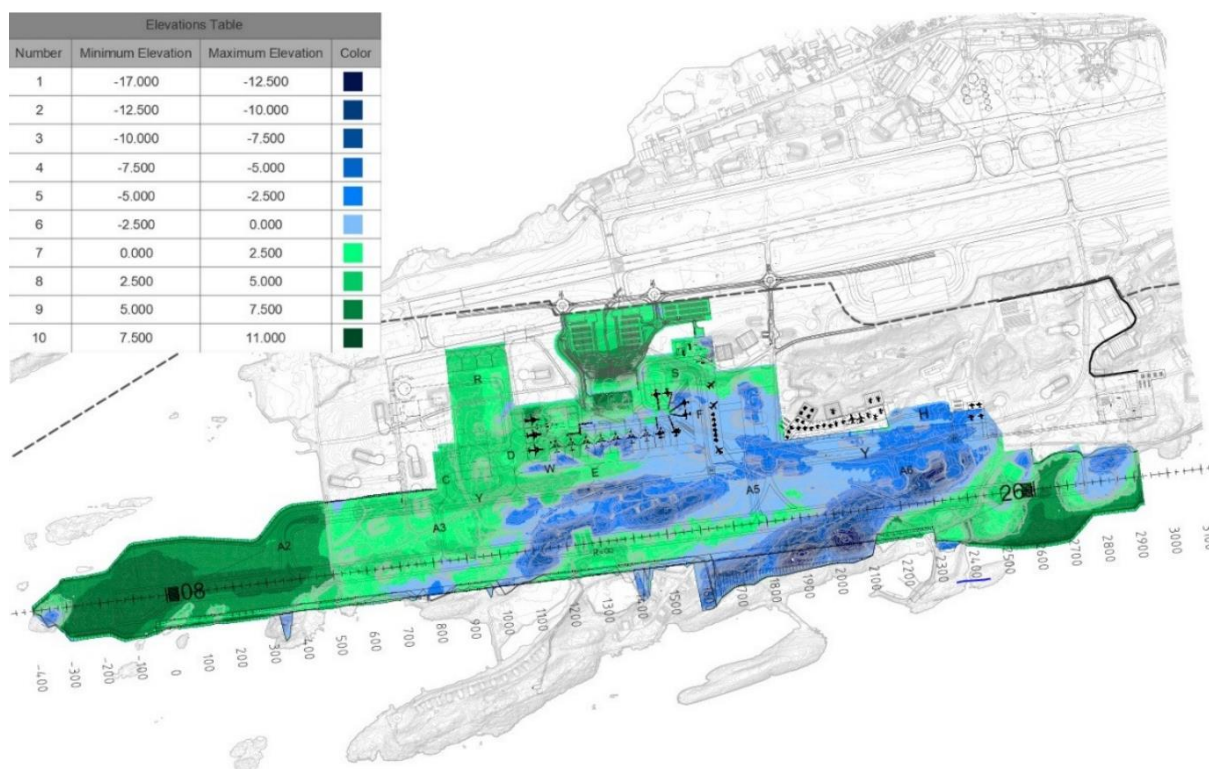 Elevations Table
Number Minimum Elevation Maximum Elevation Color
1 -17.000 -12.500
2 -12.500 -10.000
3 -10.000 -7.500
4 -7.500 -5.000
5 -5.000 -2.500
6 -2.500 0.000
7 0.000 2.500
8 2.500 5.000
9 5.000 7.500
10 7.500 11.000
R
S
F
H
D
W
E
C
Y
Y
A6
A5
A3
A2
26
08
-400 -300 -200 -100 0 100 200 300 400 500 600 700 800 900 1000 1100 1200 1300 1400 1500 1700 1800 1900 2000 2100 2200 2300 2400 2500 2600 2700 2800 2900 3000